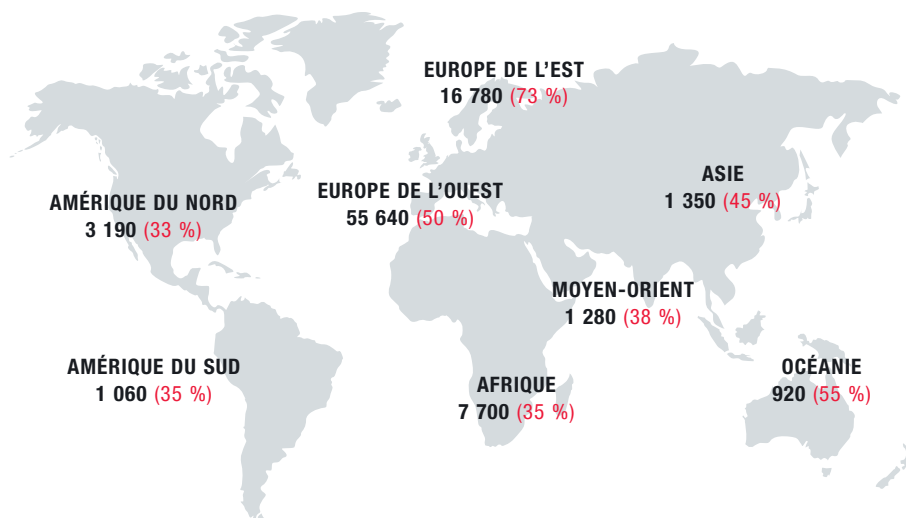 EUROPE DE L'EST
16 780 (73 %)
ASIE
1 350 (45 %)
EUROPE DE L'OUEST
55 640 (50 %)
AMÉRIQUE DU NORD
3 190 (33 %)
MOYEN-ORIENT
1 280 (38 %)
AMÉRIQUE DU SUD
1 060 (35 %)
OCÉANIE
920 (55 %)
AFRIQUE
7 700 (35 %)